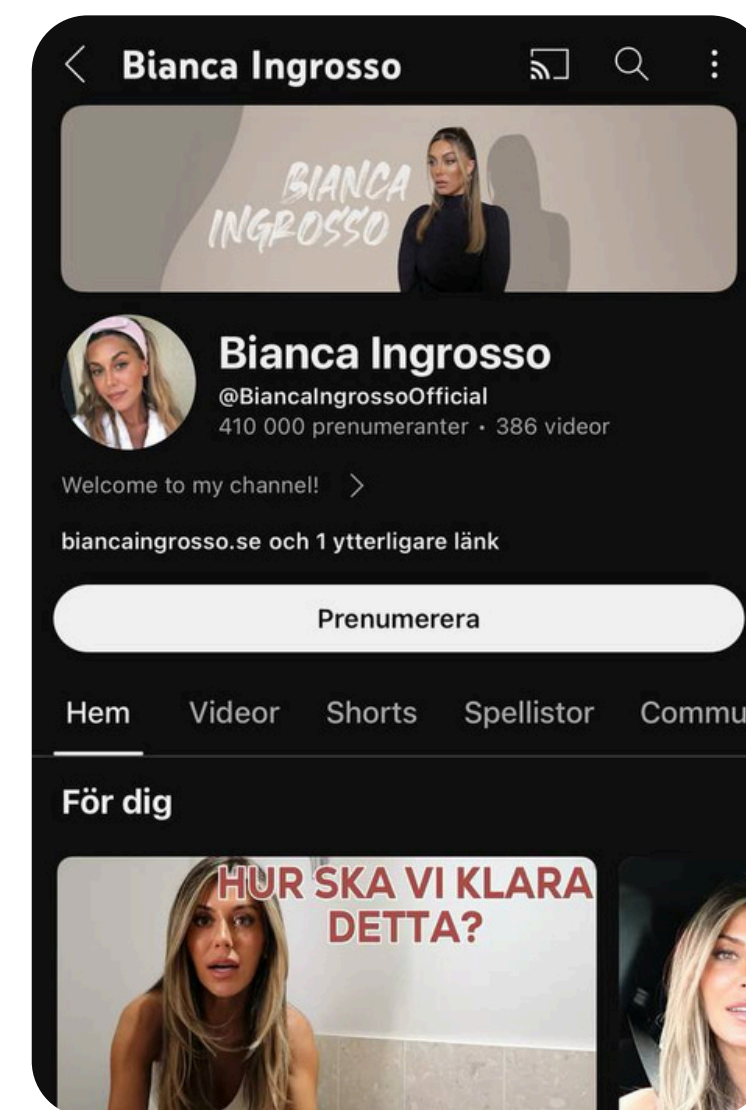 Bianca Ingrosso
BIANCA
INGROSSO
Bianca Ingrosso
@BiancaIngrossoOfficial
410 000 prenumeranter • 386 videor
Welcome to my channel!
biancaingrosso.se och 1 ytterligare länk
Prenumerera
Hem Videor Shorts Spellistor Commu
För dig
HUR SKA VI KLARA
DETTA?